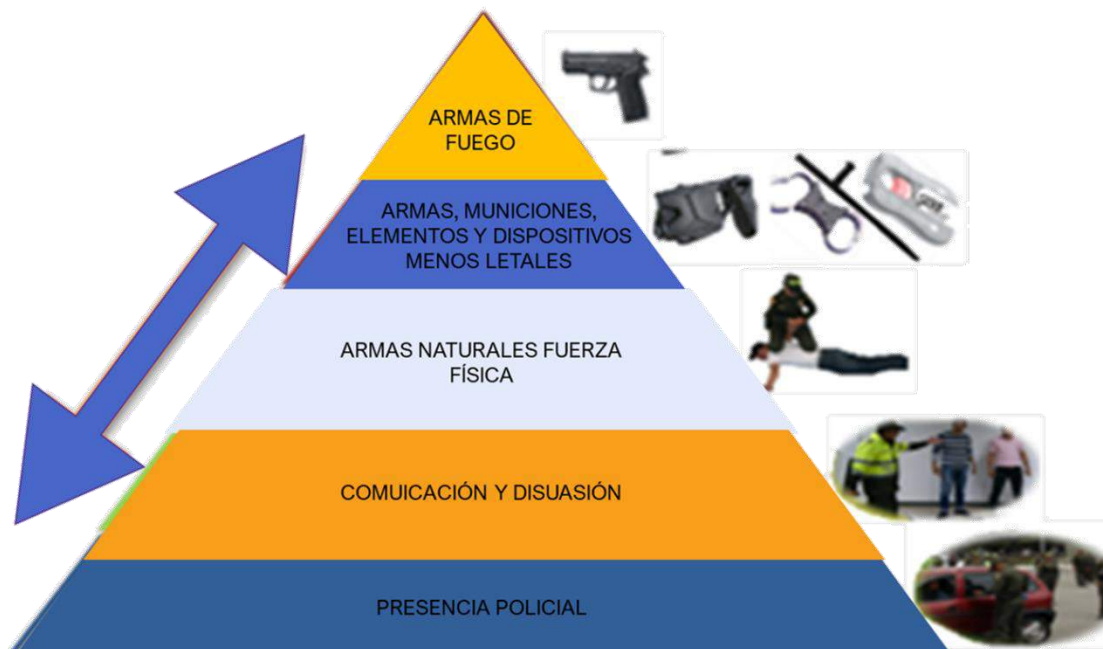 ARMAS DE
FUEGO
ARMAS, MUNICIONES,
ELEMENTOS Y DISPOSITIVOS
MENOS LETALES
ARMAS NATURALES FUERZA
FÍSICA
COMUICACIÓN Y DISUASIÓN
PRESENCIA POLICIAL